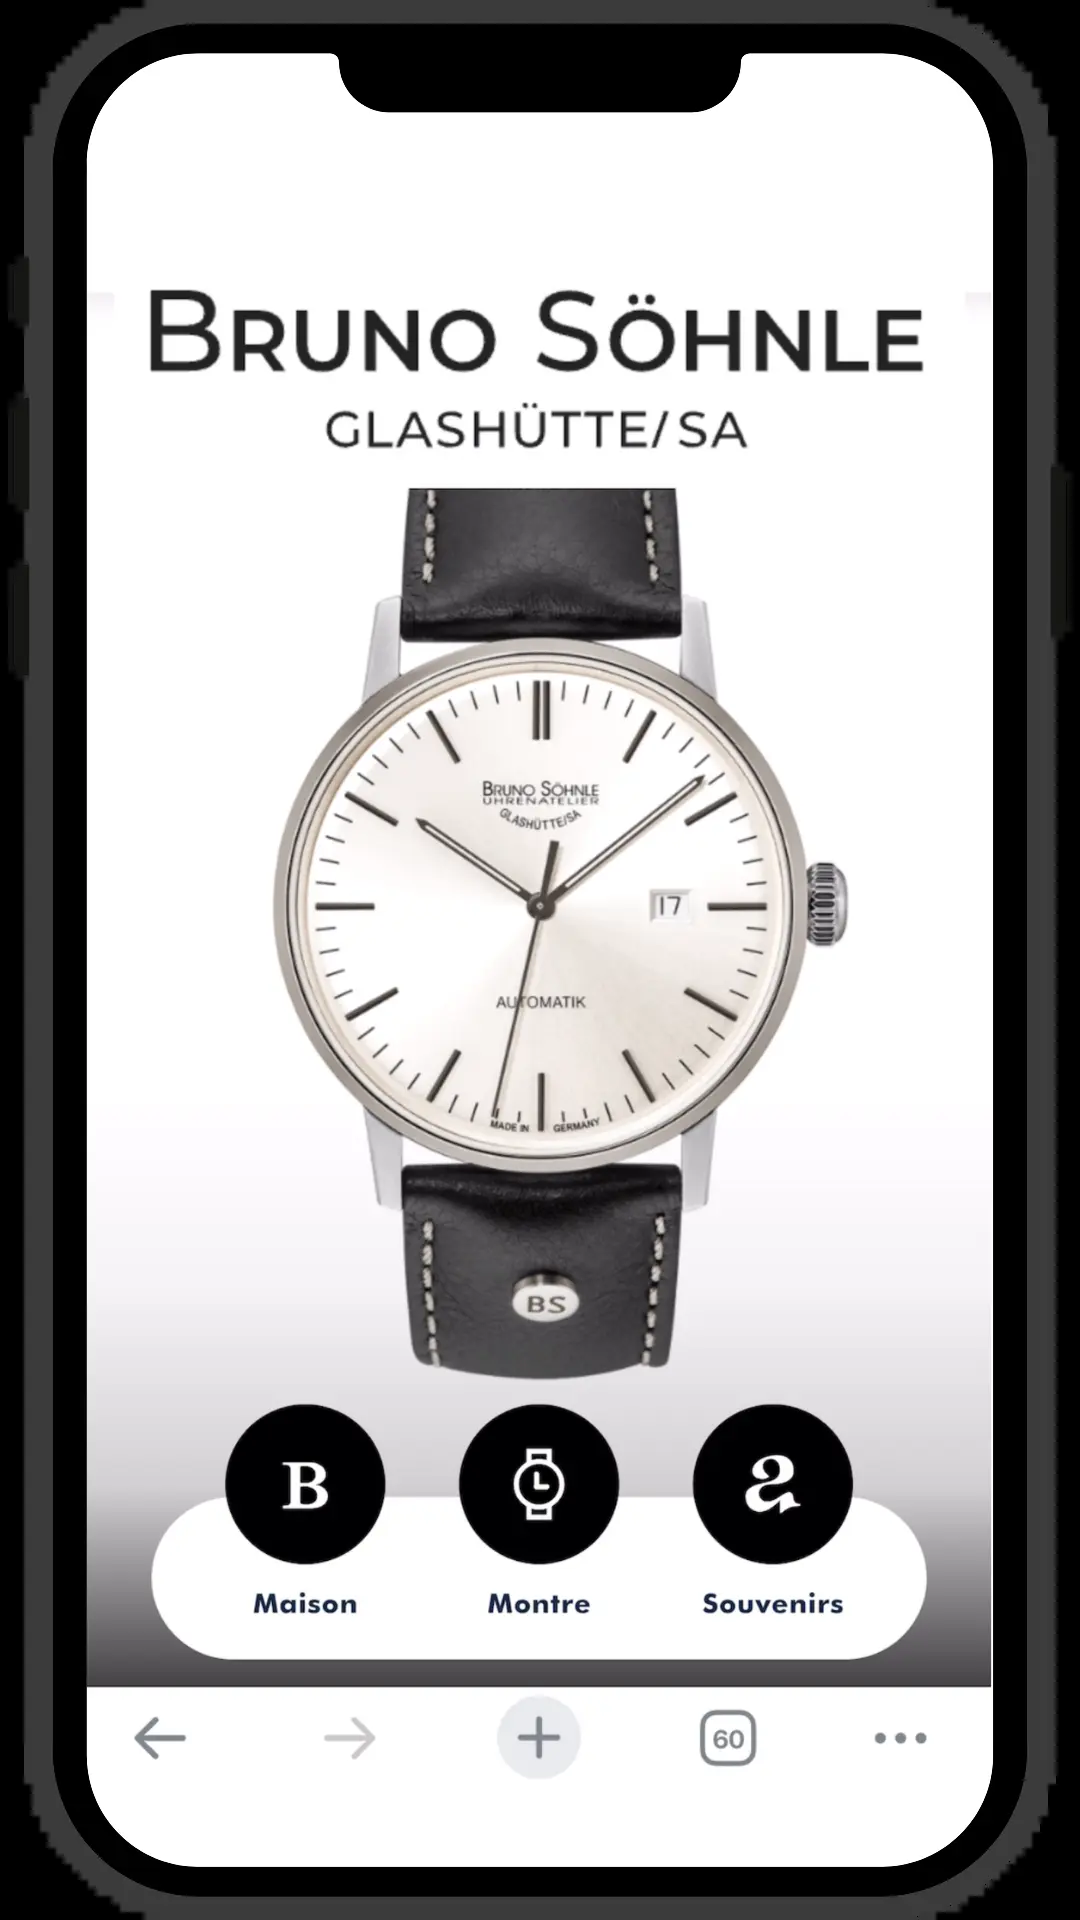 BRUNO SÖHNLE
GLASHÜTTE/SA
BRUNO SÖHNLE
UHRENATELIER
GLASHÜTTE/SA
17
AUTOMATIK
MADE IN GERMANY
BS
B
a
Maison
Montre
Souvenirs
60